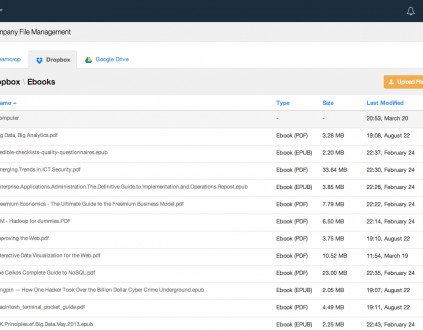 mpany File Management
eamcrop Dropbox Google Drive
opbox \ Ebooks Upload File
ame Type Size Last Modified
omputer - - 20:53, March 20
g Data, Big Analytics.pdf Ebook (PDF) 3.28 MB 19:08, August 22
edible-checklists-quality-questionnaires.epub Ebook (EPUB) 2.20 MB 22:37, February 24
merging.Trends.in.ICT.Security.pdf Ebook (PDF) 33.64 MB 22:30, February 24
nterprise.Applications.Administration.The.Definitive.Guide.to.Implementation.and.Operations.Repost.epub Ebook (EPUB) 3.85 MB 22:28, February 24
eemium Economics - The Ultimate Guide to the Freemium Business Model.pdf Ebook (PDF) 7.79 MB 22:22, February 24
M - Hadoop for dummies.PDF Ebook (PDF) 6.50 MB 22:14, February 24
proving the Web.pdf Ebook (PDF) 3.75 MB 19:10, August 22
teractive Data Visualization for the Web.pdf Ebook (PDF) 10.52 MB 11:54, March 19
oe Celkos Complete Guide to NoSQL.pdf Ebook (PDF) 23.00 MB 22:35, February 24
ngpin — How One Hacker Took Over the Billion Dollar Cyber Crime Underground.epub Ebook (EPUB) 2.05 MB 19:07, August 22
acintosh_terminal_pocket_guide.pdf Ebook (PDF) 4.49 MB 19:11, August 22
K.Principles.of.Big.Data.May.2013.epub Ebook (EPUB) 2.25 MB 22:43, February 24